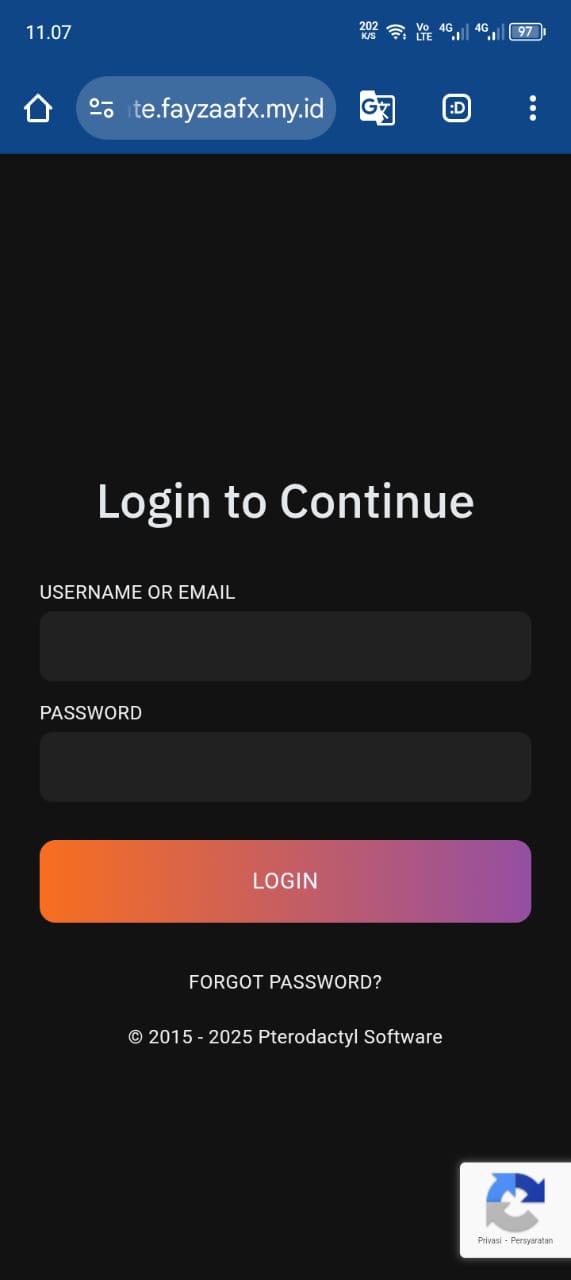 11.07
202
K/S
Vo
LTE
4G
4G
97
te.fayzaafx.my.id
:D
Login to Continue
USERNAME OR EMAIL
PASSWORD
LOGIN
FORGOT PASSWORD?
© 2015 - 2025 Pterodactyl Software
Privasi - Persyaratan